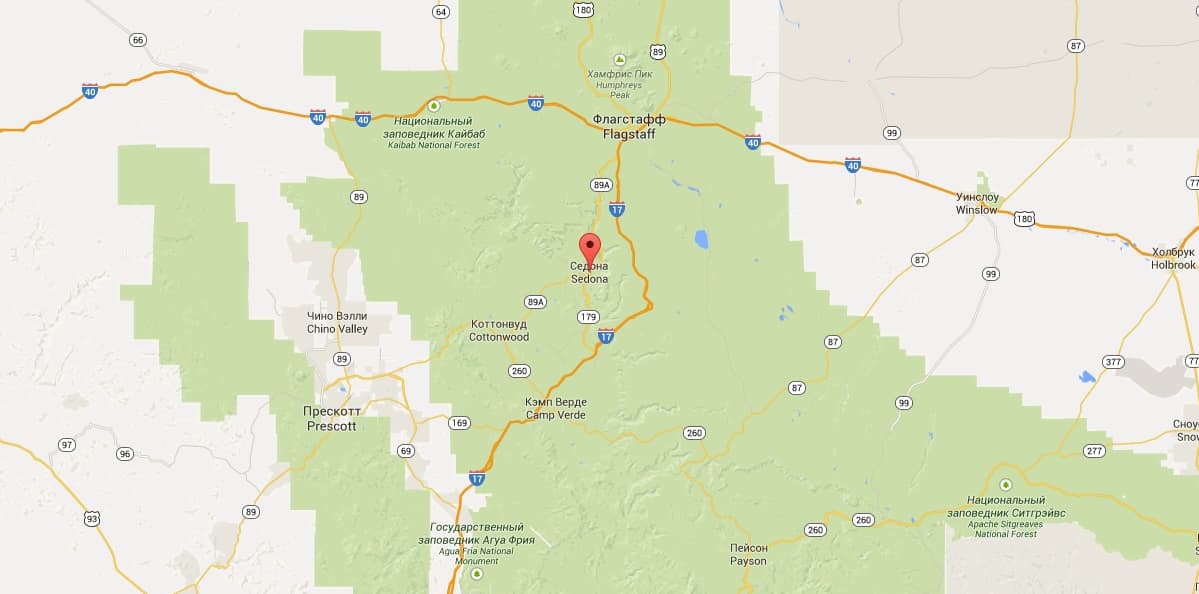 64
180
66
89
87
Хамфрис Пик
Humphreys
Peak
40
40
40
40
Национальный
заповедник Кайбаб
Kaibab National Forest
Флагстафф
Flagstaff
99
40
40
89A
77
89
17
Уинслоу
Winslow
180
Седона
Sedona
87
Холбрук
Holbrook
99
89A
179
Чино Вэлли
Chino Valley
Коттонвуд
Cottonwood
17
87
89
260
377
77
87
Кэмп Верде
Camp Verde
99
Прескотт
Prescott
169
260
Сноу
Snow
97
96
69
277
17
Национальный
заповедник Ситгрэйвс
Apache Sitgreaves
National Forest
93
89
Государственный
заповедник Агуа Фрия
Agua Fria National
Monument
260
260
Пейсон
Payson